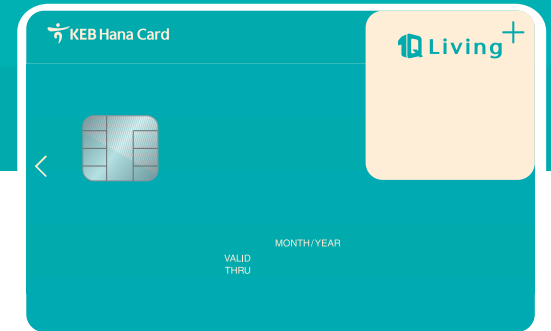 KEB Hana Card
1Q Living+
MONTH/YEAR
VALID
THRU